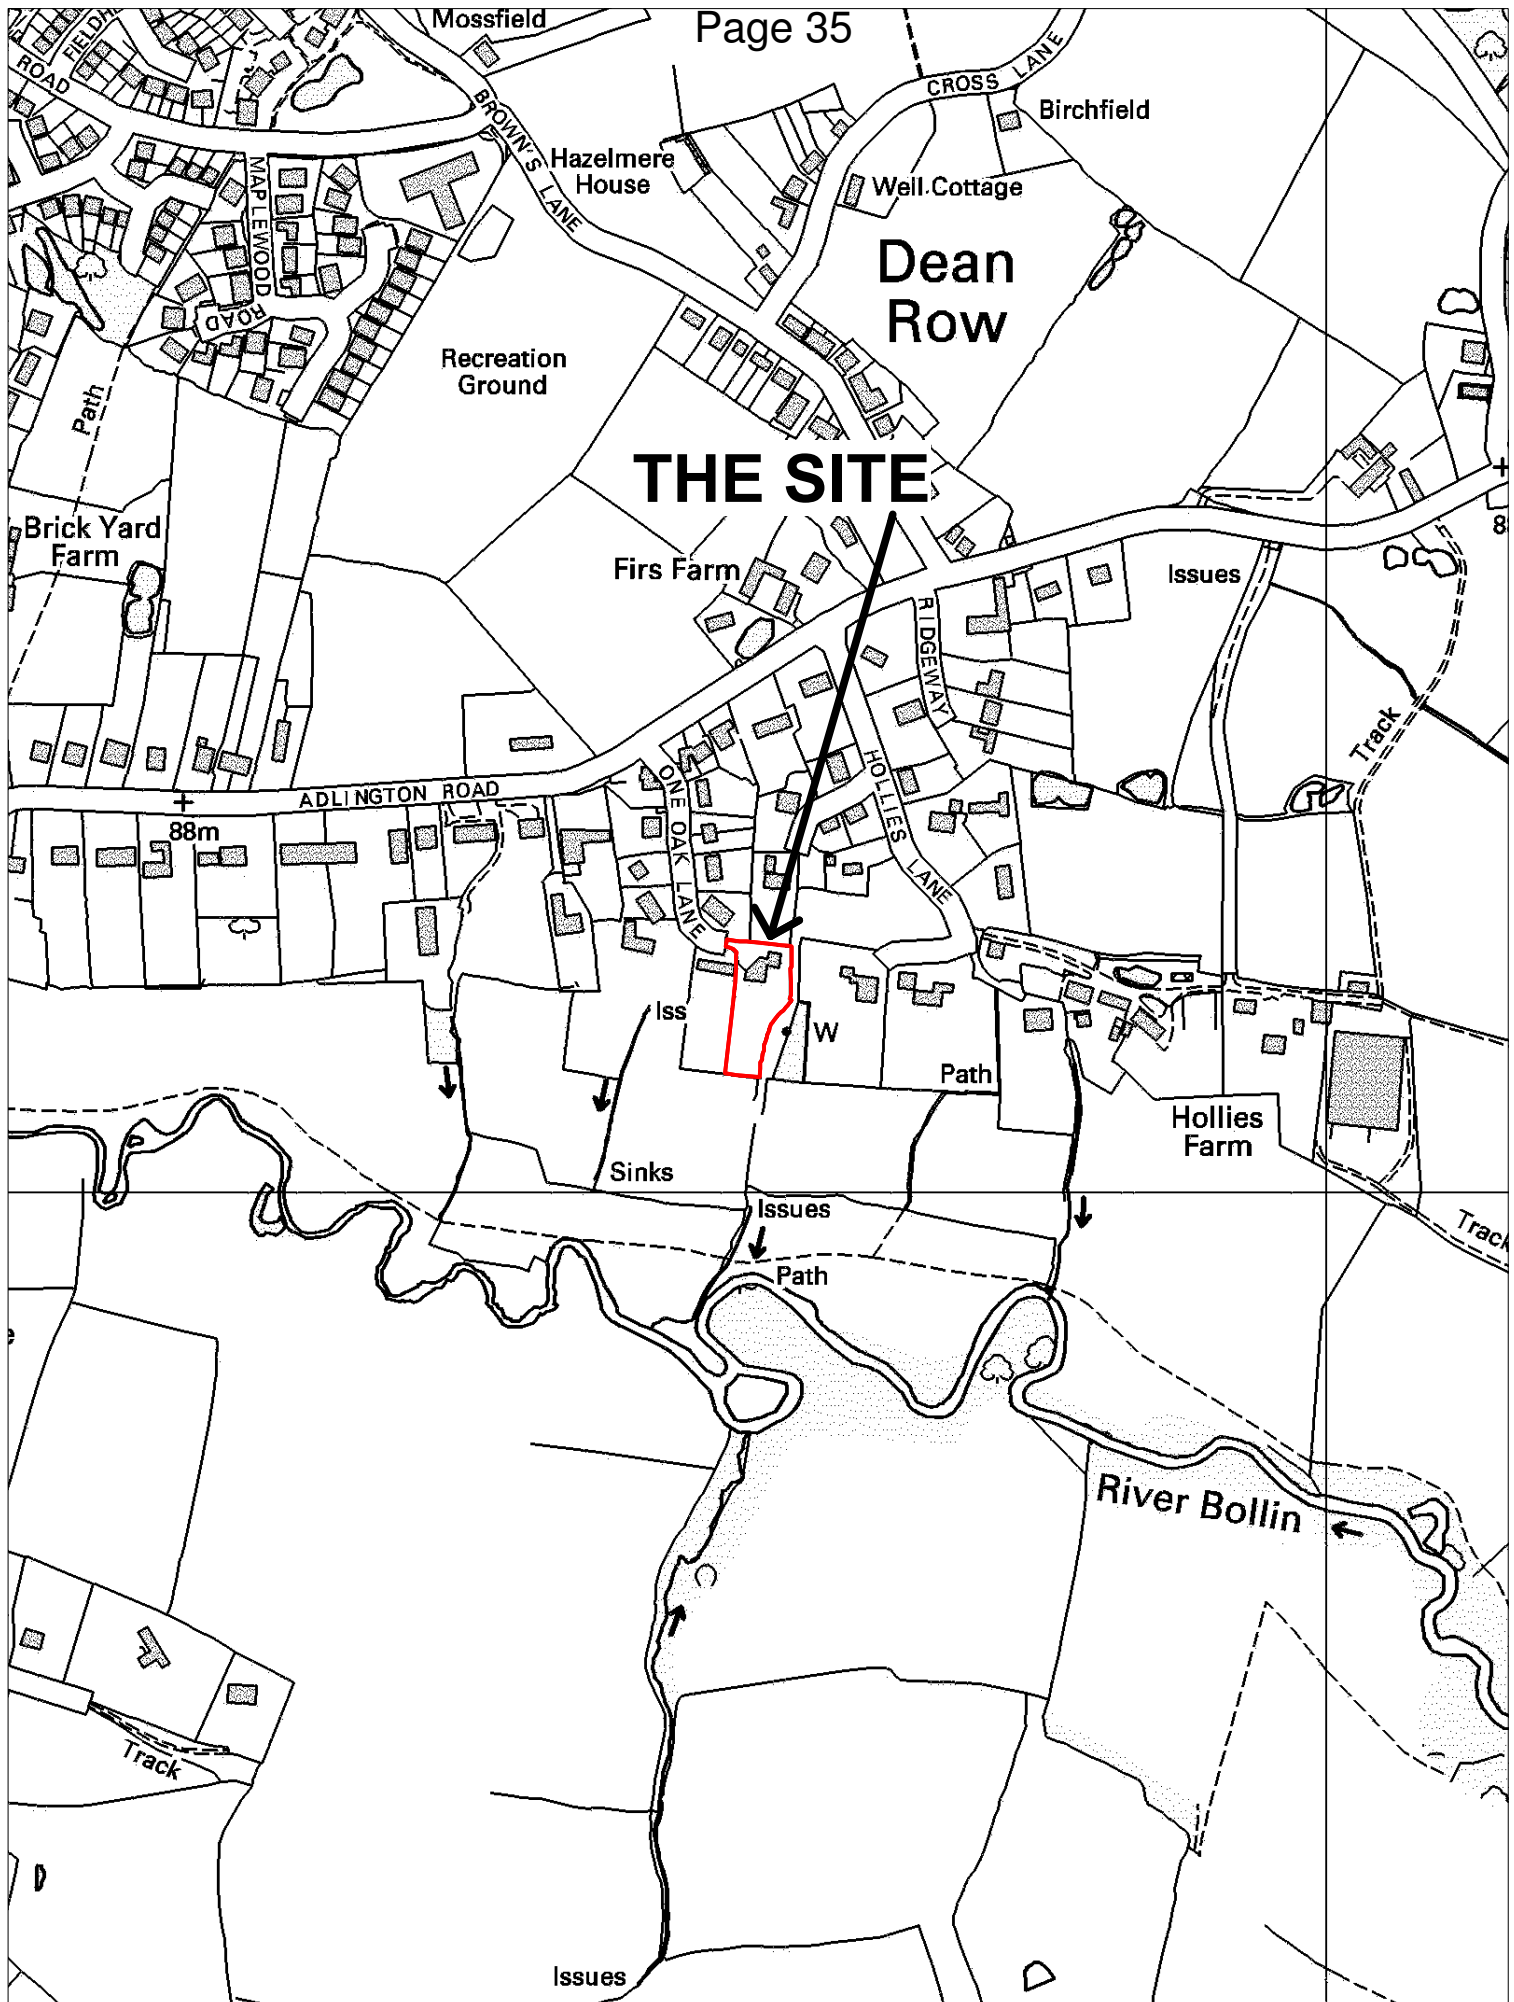 Page 35
Mossfield
FIELDH
ROAD
BROWN'S LANE
CROSS LANE
Birchfield
Hazelmere
House
Well Cottage
MAPLEWOOD
ROAD
Dean
Row
Recreation
Ground
Path
THE SITE
Brick Yard
Farm
Firs Farm
Issues
8
RIDGEWAY
Track
HOLLIES LANE
ONE OAK LANE
ADLINGTON ROAD
88m
Iss
W
Path
Hollies
Farm
Sinks
Issues
Track
Path
River Bollin
Track
Issues